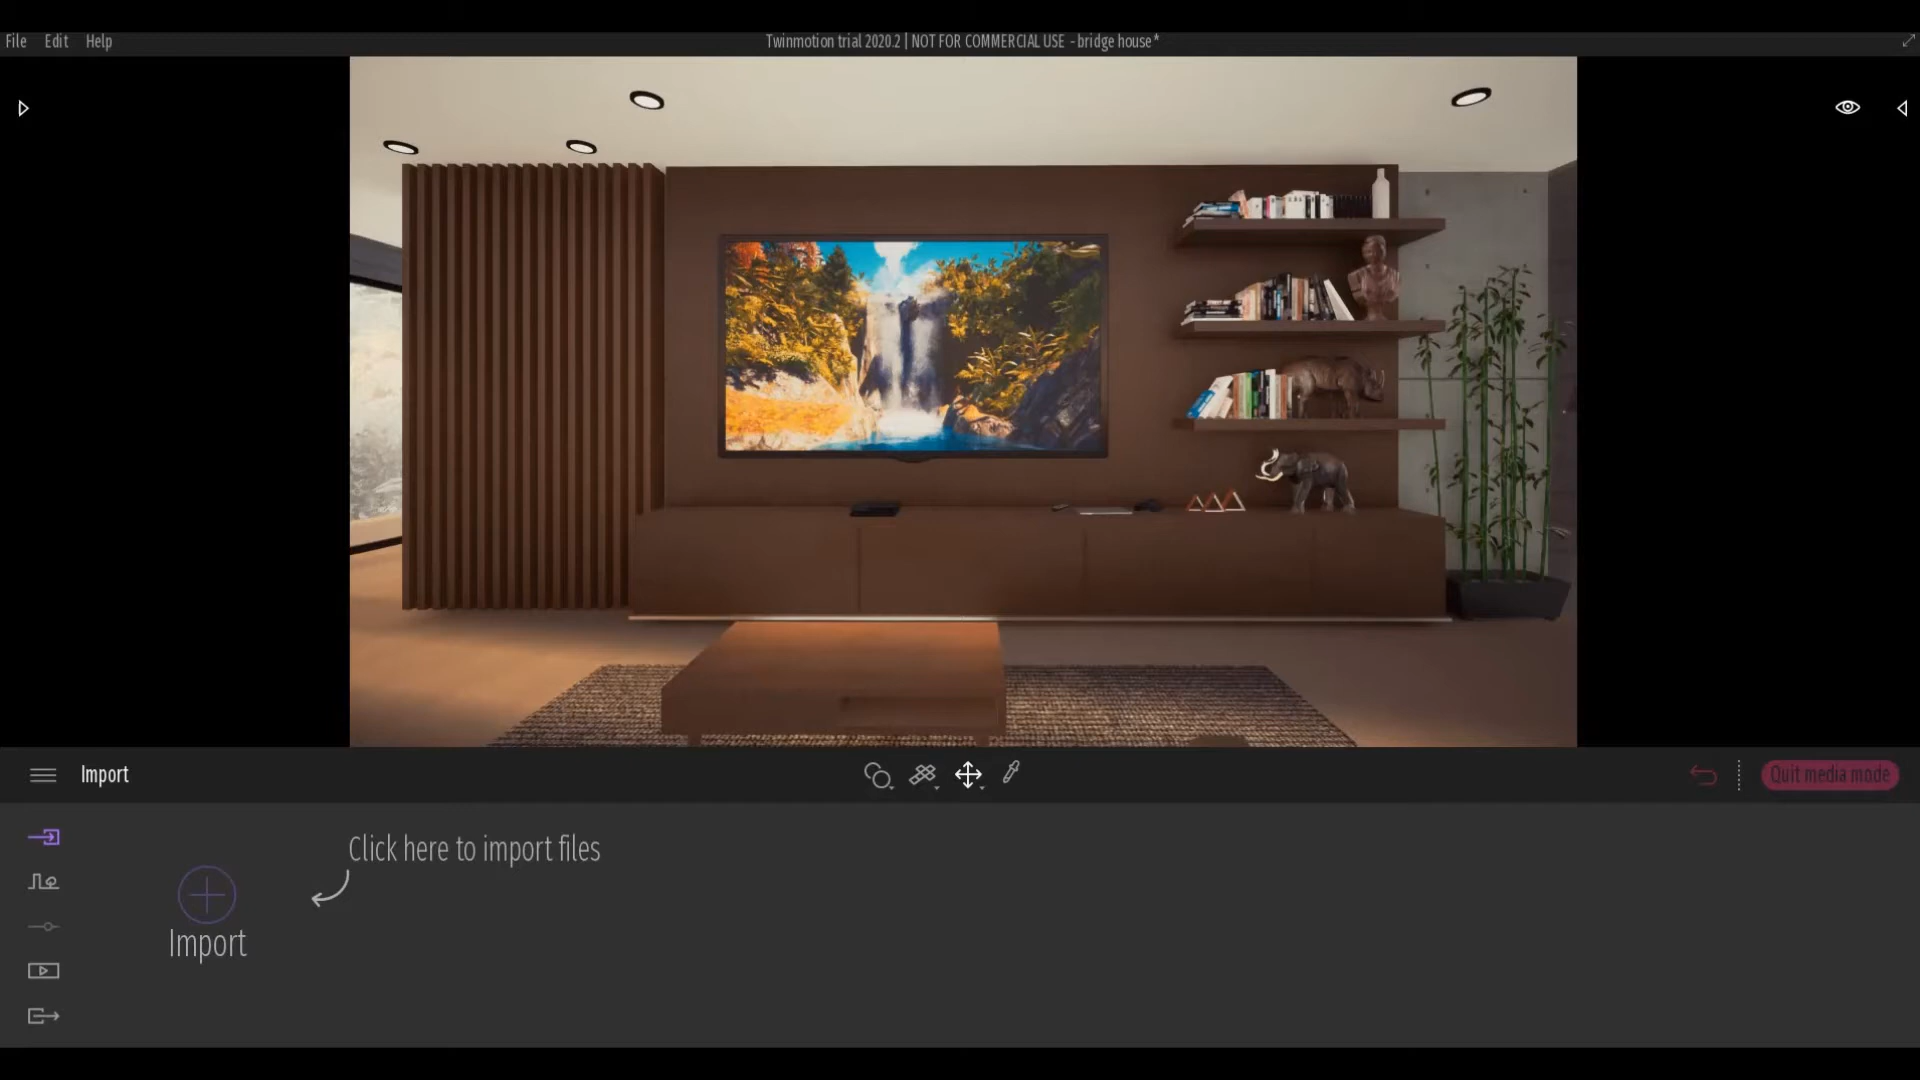 File Edit Help
Twinmotion trial 2020.2 | NOT FOR COMMERCIAL USE - bridge house*
Import
Quit media mode
Click here to import files
Import